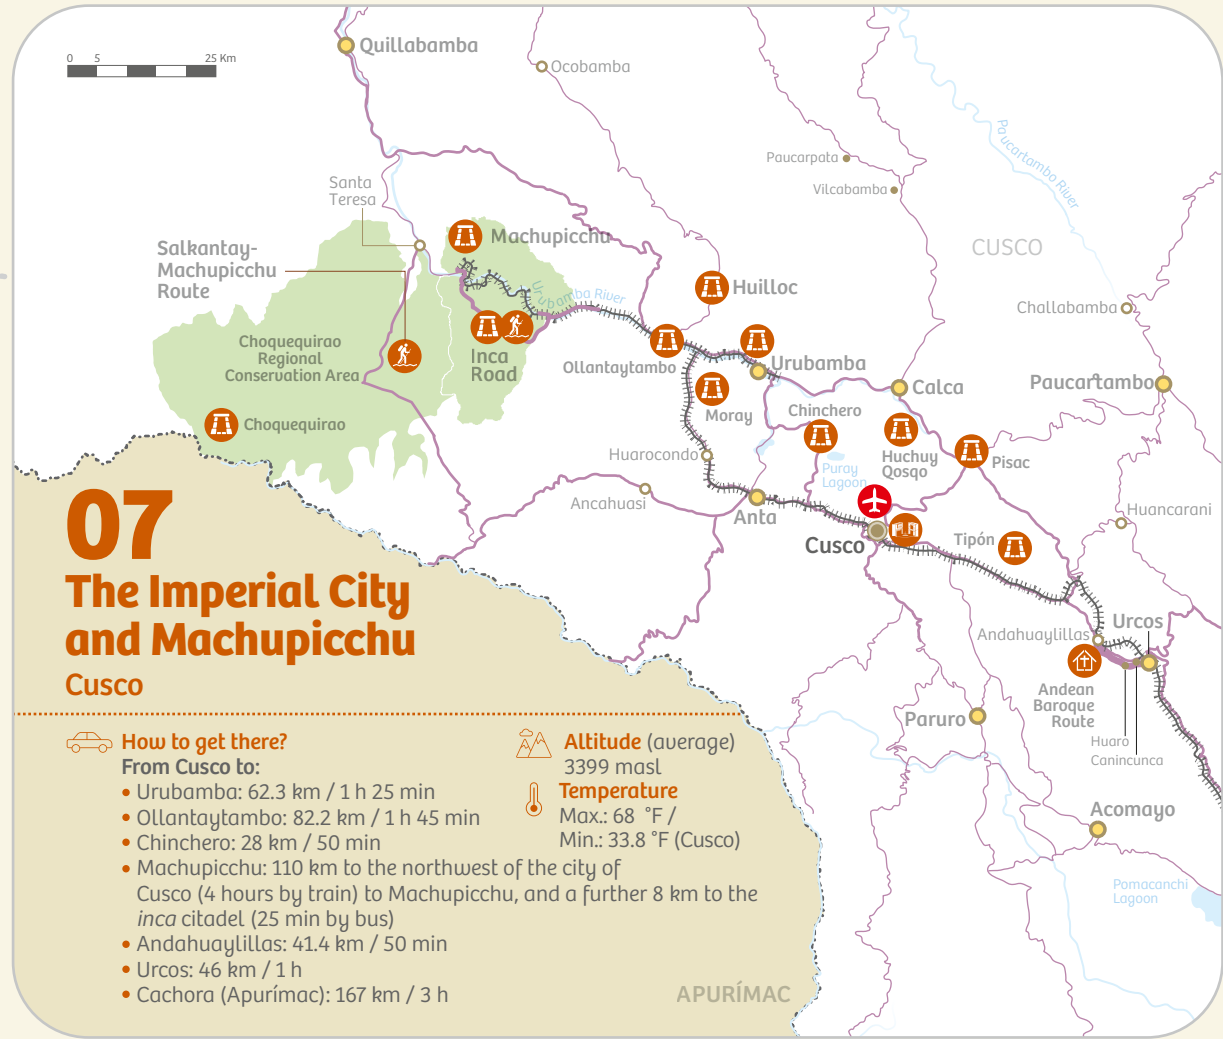 0 5 25 Km
Quillabamba
Ocobamba
Paucartambo River
Paucarpata
Vilcabamba
Santa
Teresa
Salkantay-
Machupicchu
Route
Machupicchu
CUSCO
Urubamba River
Huilloc
Challabamba
Choquequirao
Regional
Conservation Area
Inca
Road
Ollantaytambo
Urubamba
Calca
Paucartambo
Moray
Chinchero
Choquequirao
Huarocondo
Puray
Lagoon
Huchuy
Qosqo
Pisac
Ancahuasi
Anta
Huancarani
Cusco
Tipón
07
The Imperial City
and Machupicchu
Cusco
Andahuaylillas
Urcos
Andean
Baroque
Route
Paruro
Huaro
Canincunca
Acomayo
Pomacanchi
Lagoon
How to get there?
From Cusco to:
• Urubamba: 62.3 km / 1 h 25 min
• Ollantaytambo: 82.2 km / 1 h 45 min
• Chinchero: 28 km / 50 min
• Machupicchu: 110 km to the northwest of the city of
Cusco (4 hours by train) to Machupicchu, and a further 8 km to the
inca citadel (25 min by bus)
• Andahuaylillas: 41.4 km / 50 min
• Urcos: 46 km / 1 h
• Cachora (Apurímac): 167 km / 3 h
Altitude (average)
3399 masl
Temperature
Max.: 68 °F /
Min.: 33.8 °F (Cusco)
APURÍMAC